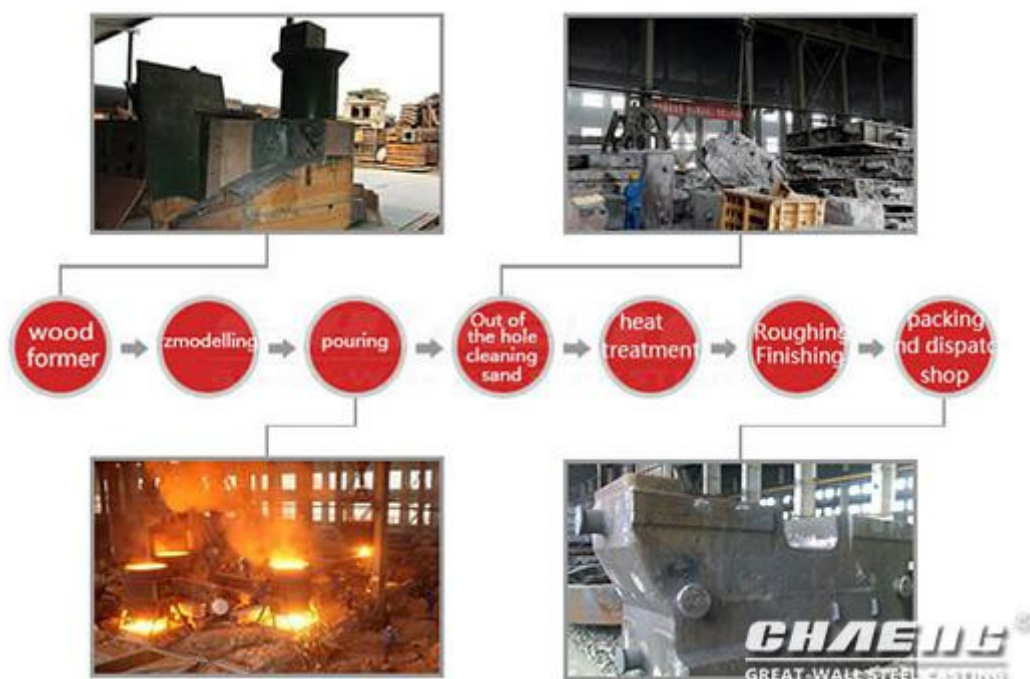 wood
former
zmodelling
pouring
Out of
the hole
cleaning
sand
heat
treatment
Roughing
Finishing
packing
nd dispatc
shop
CHAENG®
GREAT-WALL STEEL CASTING